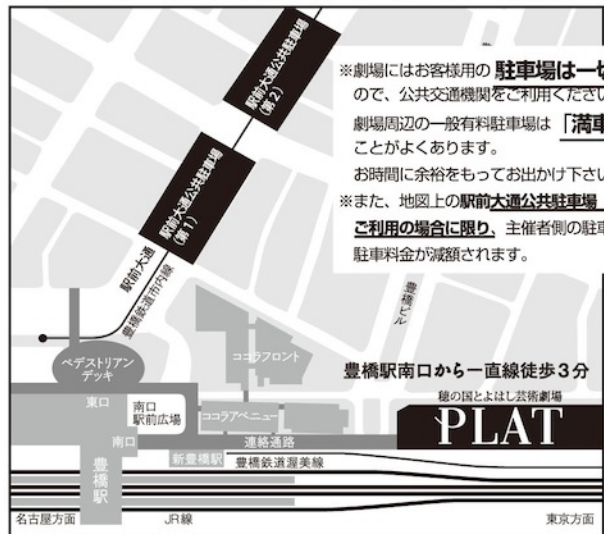 ※劇場にはお客様用の 駐車場は一切
ので、公共交通機関をご利用ください
劇場周辺の一般有料駐車場は「満車
ことがよくあります。
お時間に余裕をもってお出かけ下さい
※また、地図上の駅前大通公共駐車場
ご利用の場合に限り、主催者側の駐車
駐車料金が減額されます。
駅前大通公共駐車場
(第2)
駅前大通公共駐車場
(第1)
駅前大通
豊橋鉄道市内線
豊橋ビル
ペデストリアン
デッキ
ココラフロント
豊橋駅南口から一直線徒歩3分
穂の国とよはし芸術劇場
PLAT
東口
南口
駅前広場
ココラアベニュー
南口
連絡通路
新豊橋駅
豊橋鉄道渥美線
豊橋駅
名古屋方面
JR線
東京方面